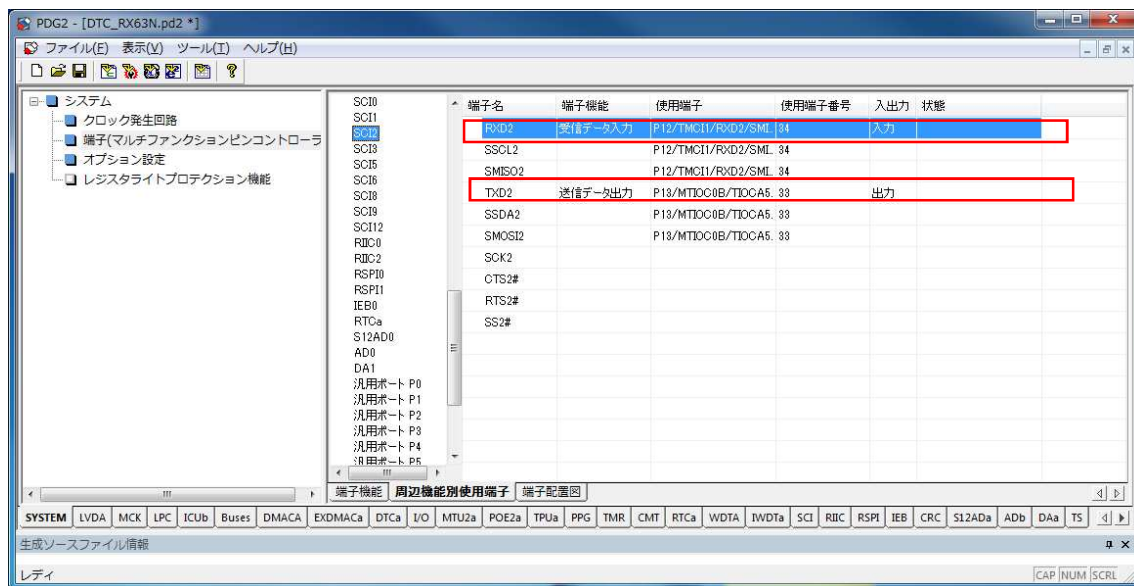 PDG2 - [DTC_RX63N.pd2 *]
ファイル(F) 表示(V) ツール(T) ヘルプ(H)
システム
クロック発生回路
端子(マルチファンクションピンコントローラ
オプション設定
レジスタライトプロテクション機能
SCI0
SCI1
SCI2
SCI3
SCI5
SCI6
SCI8
SCI9
SCI12
RIIC0
RIIC2
RSPI0
RSPI1
IEB0
RTCa
S12AD0
AD0
DA1
汎用ポート P0
汎用ポート P1
汎用ポート P2
汎用ポート P3
汎用ポート P4
汎用ポート P5
端子名 端子機能 使用端子 使用端子番号 入出力 状態
RXD2 受信データ入力 P12/TMCI1/RXD2/SMI... 34 入力
SSCL2 P12/TMCI1/RXD2/SMI... 34
SMISO2 P12/TMCI1/RXD2/SMI... 34
TXD2 送信データ出力 P13/MTIOC0B/TIOCA5... 33 出力
SSDA2 P13/MTIOC0B/TIOCA5... 33
SMOSI2 P13/MTIOC0B/TIOCA5... 33
SCK2
CTS2#
RTS2#
SS2#
端子機能 周辺機能別使用端子 端子配置図
SYSTEM LVDA MCK LPC ICUb Buses DMACA EXDMACa DTCa I/O MTU2a POE2a TPUa PPG TMR CMT RTCa WDTA IWDTa SCI RIIC RSPI IEB CRC S12ADa ADb DAa TS
生成ソースファイル情報
レディ CAP NUM SCRL